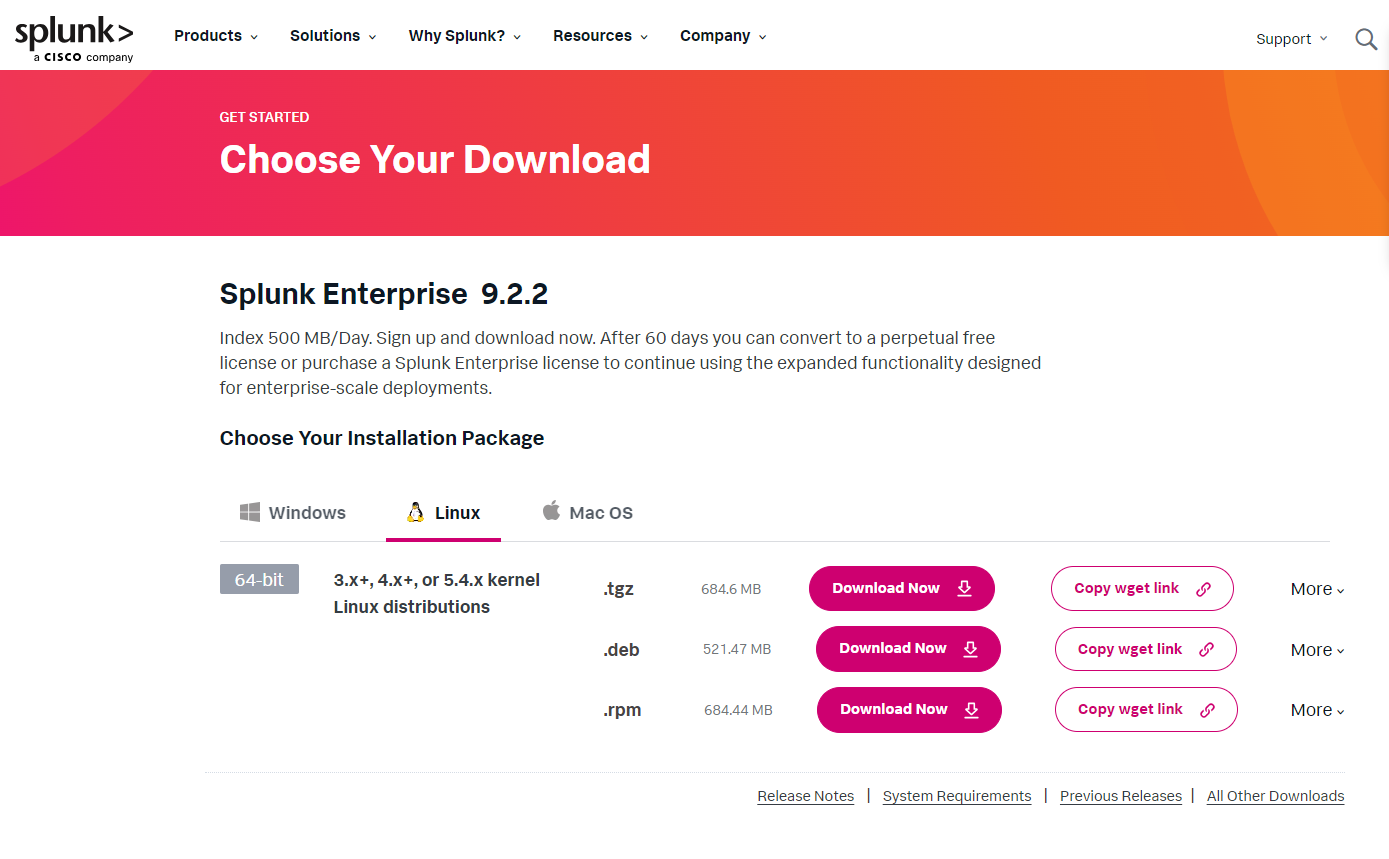 splunk>
a CISCO company
Products Solutions Why Splunk? Resources Company Support
GET STARTED
Choose Your Download
Splunk Enterprise 9.2.2
Index 500 MB/Day. Sign up and download now. After 60 days you can convert to a perpetual free
license or purchase a Splunk Enterprise license to continue using the expanded functionality designed
for enterprise-scale deployments.
Choose Your Installation Package
Windows Linux Mac OS
64-bit 3.x+, 4.x+, or 5.4.x kernel
Linux distributions
.tgz 684.6 MB Download Now Copy wget link More
.deb 521.47 MB Download Now Copy wget link More
.rpm 684.44 MB Download Now Copy wget link More
Release Notes | System Requirements | Previous Releases | All Other Downloads